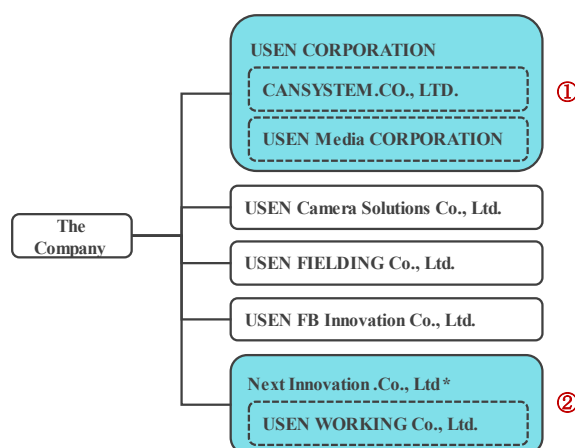 USEN CORPORATION
CANSYSTEM.CO., LTD.
①
USEN Media CORPORATION
USEN Camera Solutions Co., Ltd.
The
Company
USEN FIELDING Co., Ltd.
USEN FB Innovation Co., Ltd.
Next Innovation .Co., Ltd*
②
USEN WORKING Co., Ltd.